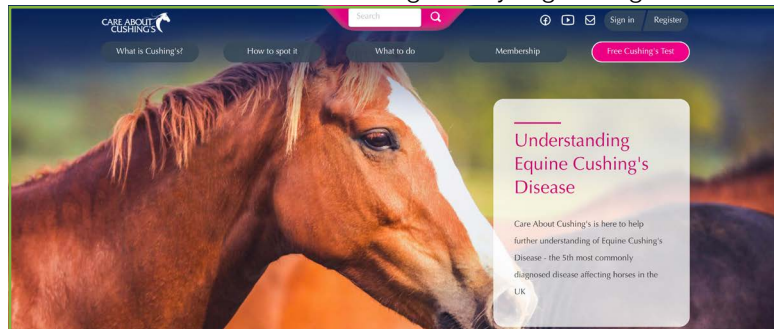 CARE ABOUT
CUSHING'S
Search
Sign in
Register
What is Cushing's?
How to spot it
What to do
Membership
Free Cushing's Test
Understanding
Equine Cushing's
Disease
Care About Cushing's is here to help
further understanding of Equine Cushing's
Disease - the 5th most commonly
diagnosed disease affecting horses in the
UK